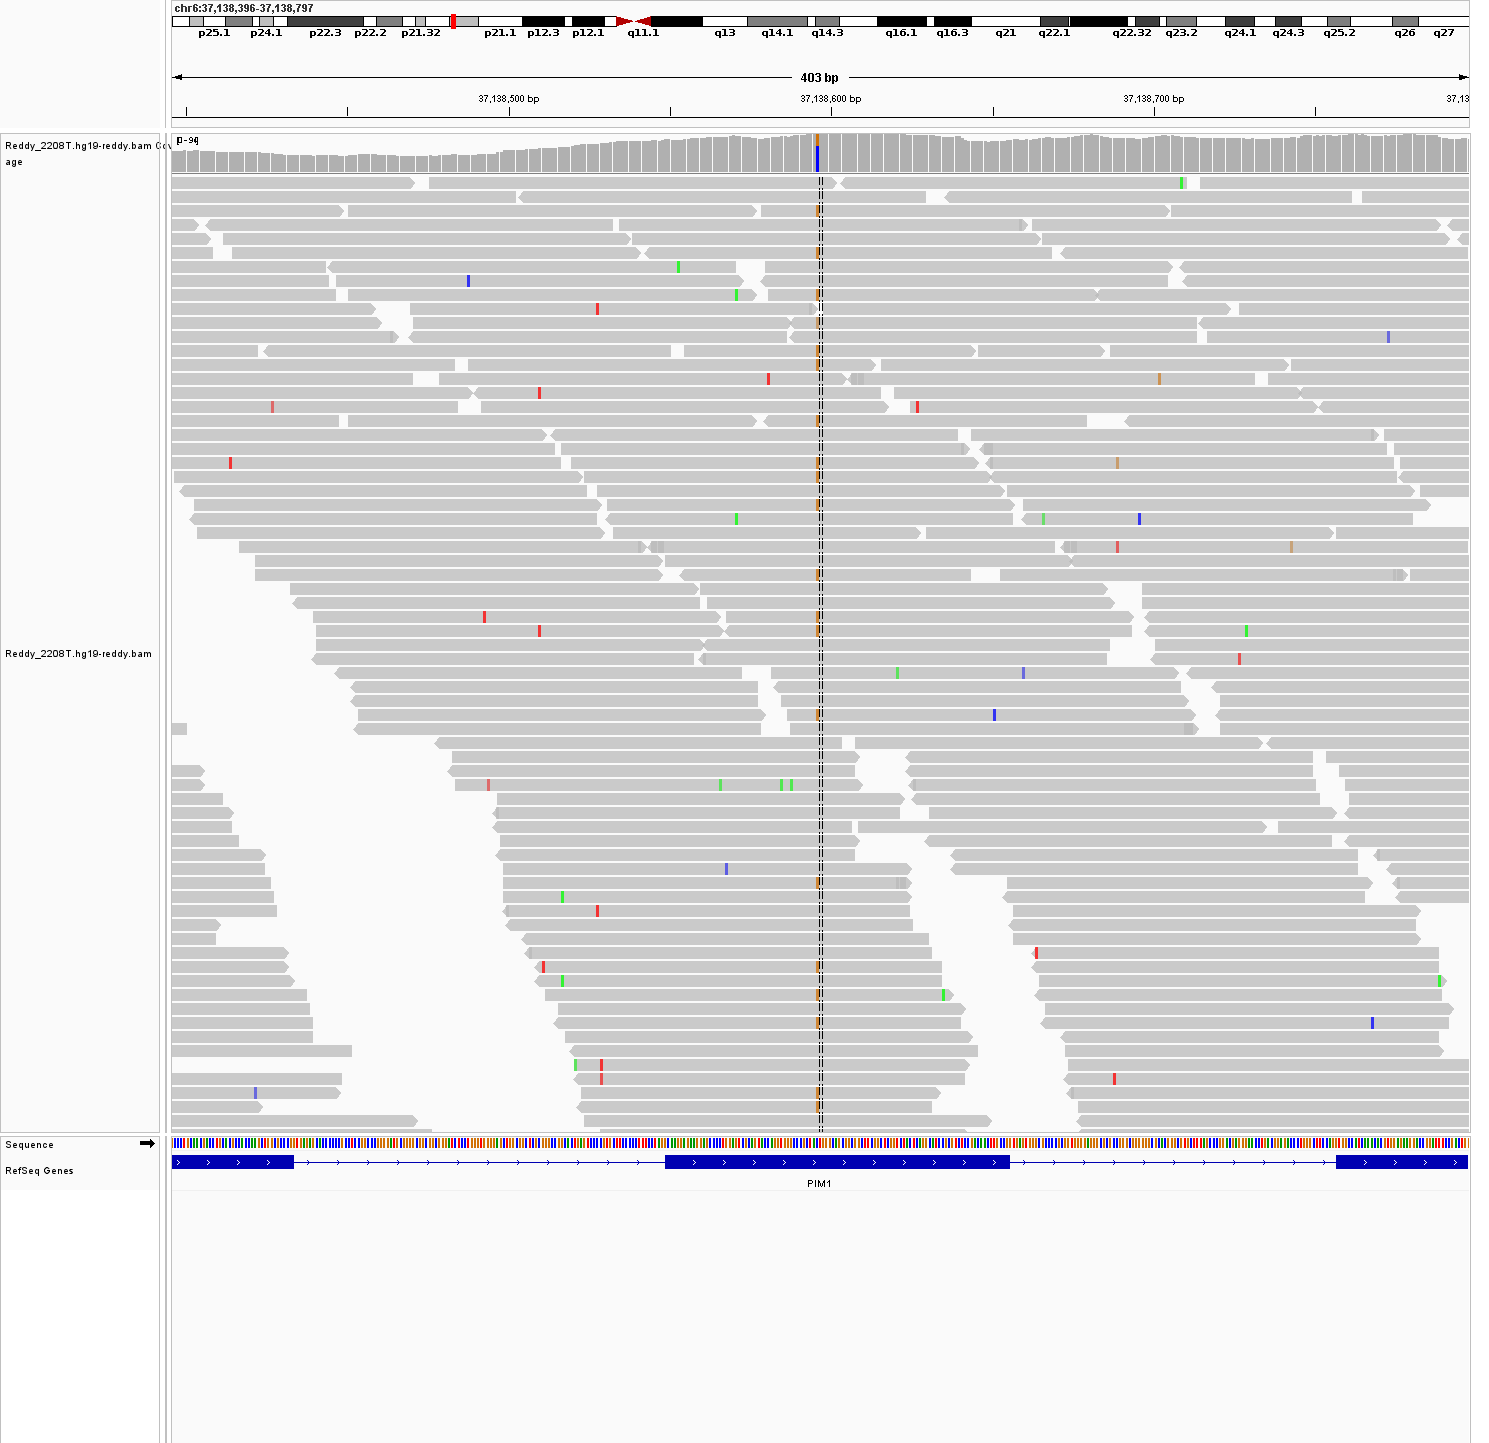 chr6:37,138,396-37,138,797
p25.1 p24.1 p22.3 p22.2 p21.32 p21.1 p12.3 p12.1 q11.1 q13 q14.1 q14.3 q16.1 q16.3 q21 q22.1 q22.32 q23.2 q24.1 q24.3 q25.2 q26 q27
403 bp
37,138,500 bp 37,138,600 bp 37,138,700 bp 37,13
Reddy_2208T.hg19-reddy.bam Cov
age
Reddy_2208T.hg19-reddy.bam
Sequence
RefSeq Genes
PIM1